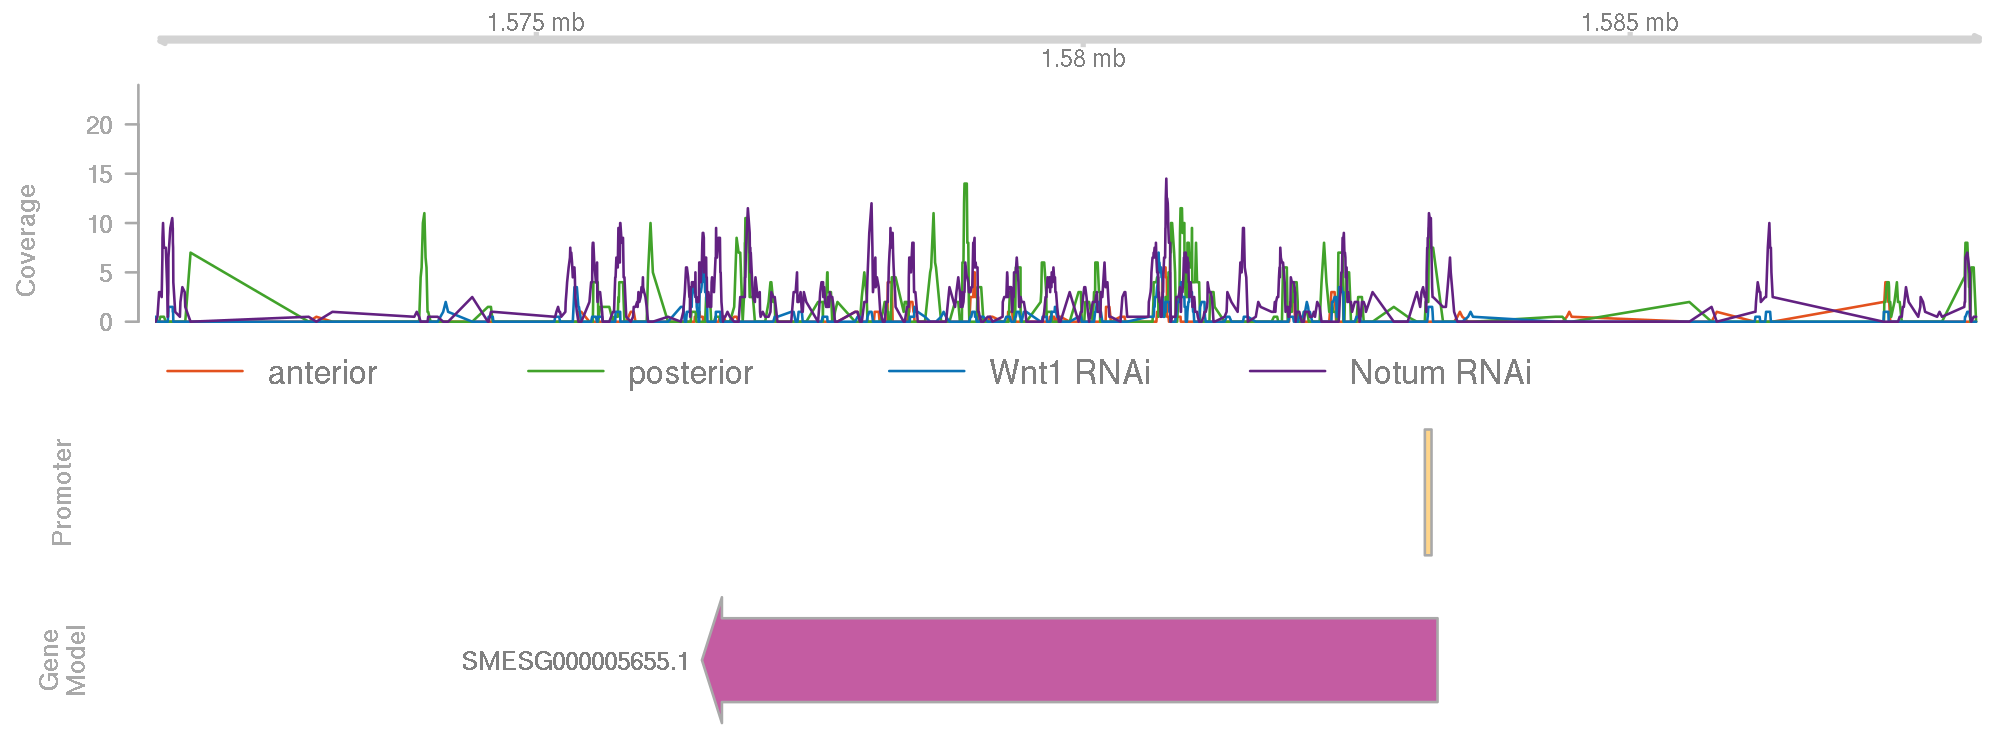 1.575 mb
1.585 mb
1.58 mb
Coverage
20
15
10
5
0
anterior posterior Wnt1 RNAi Notum RNAi
Promoter
Gene
Model
SMESG000005655.1